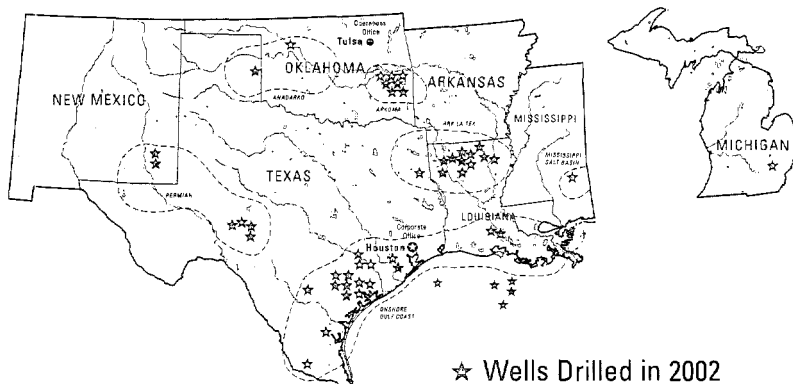 Operations
Office
Tulsa
OKLAHOMA
ARKANSAS
NEW MEXICO
ANADARKO
ARKOMA
ARK LA TEX
MISSISSIPPI
MICHIGAN
MISSISSIPPI
SALT BASIN
TEXAS
PERMIAN
LOUISIANA
Corporate
Office
Houston
ONSHORE
GULF COAST
Wells Drilled in 2002